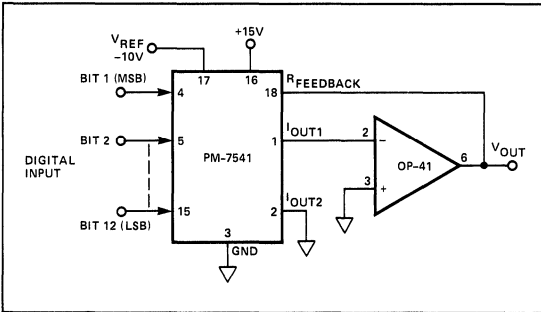 VREF
-10V
+15V
BIT 1 (MSB)
17
16
RFEEDBACK
4
18
BIT 2
5
PM-7541
1
IOUT1
2
-
OP-41
6
VOUT
DIGITAL
INPUT
3
+
15
2
IOUT2
BIT 12 (LSB)
3
GND